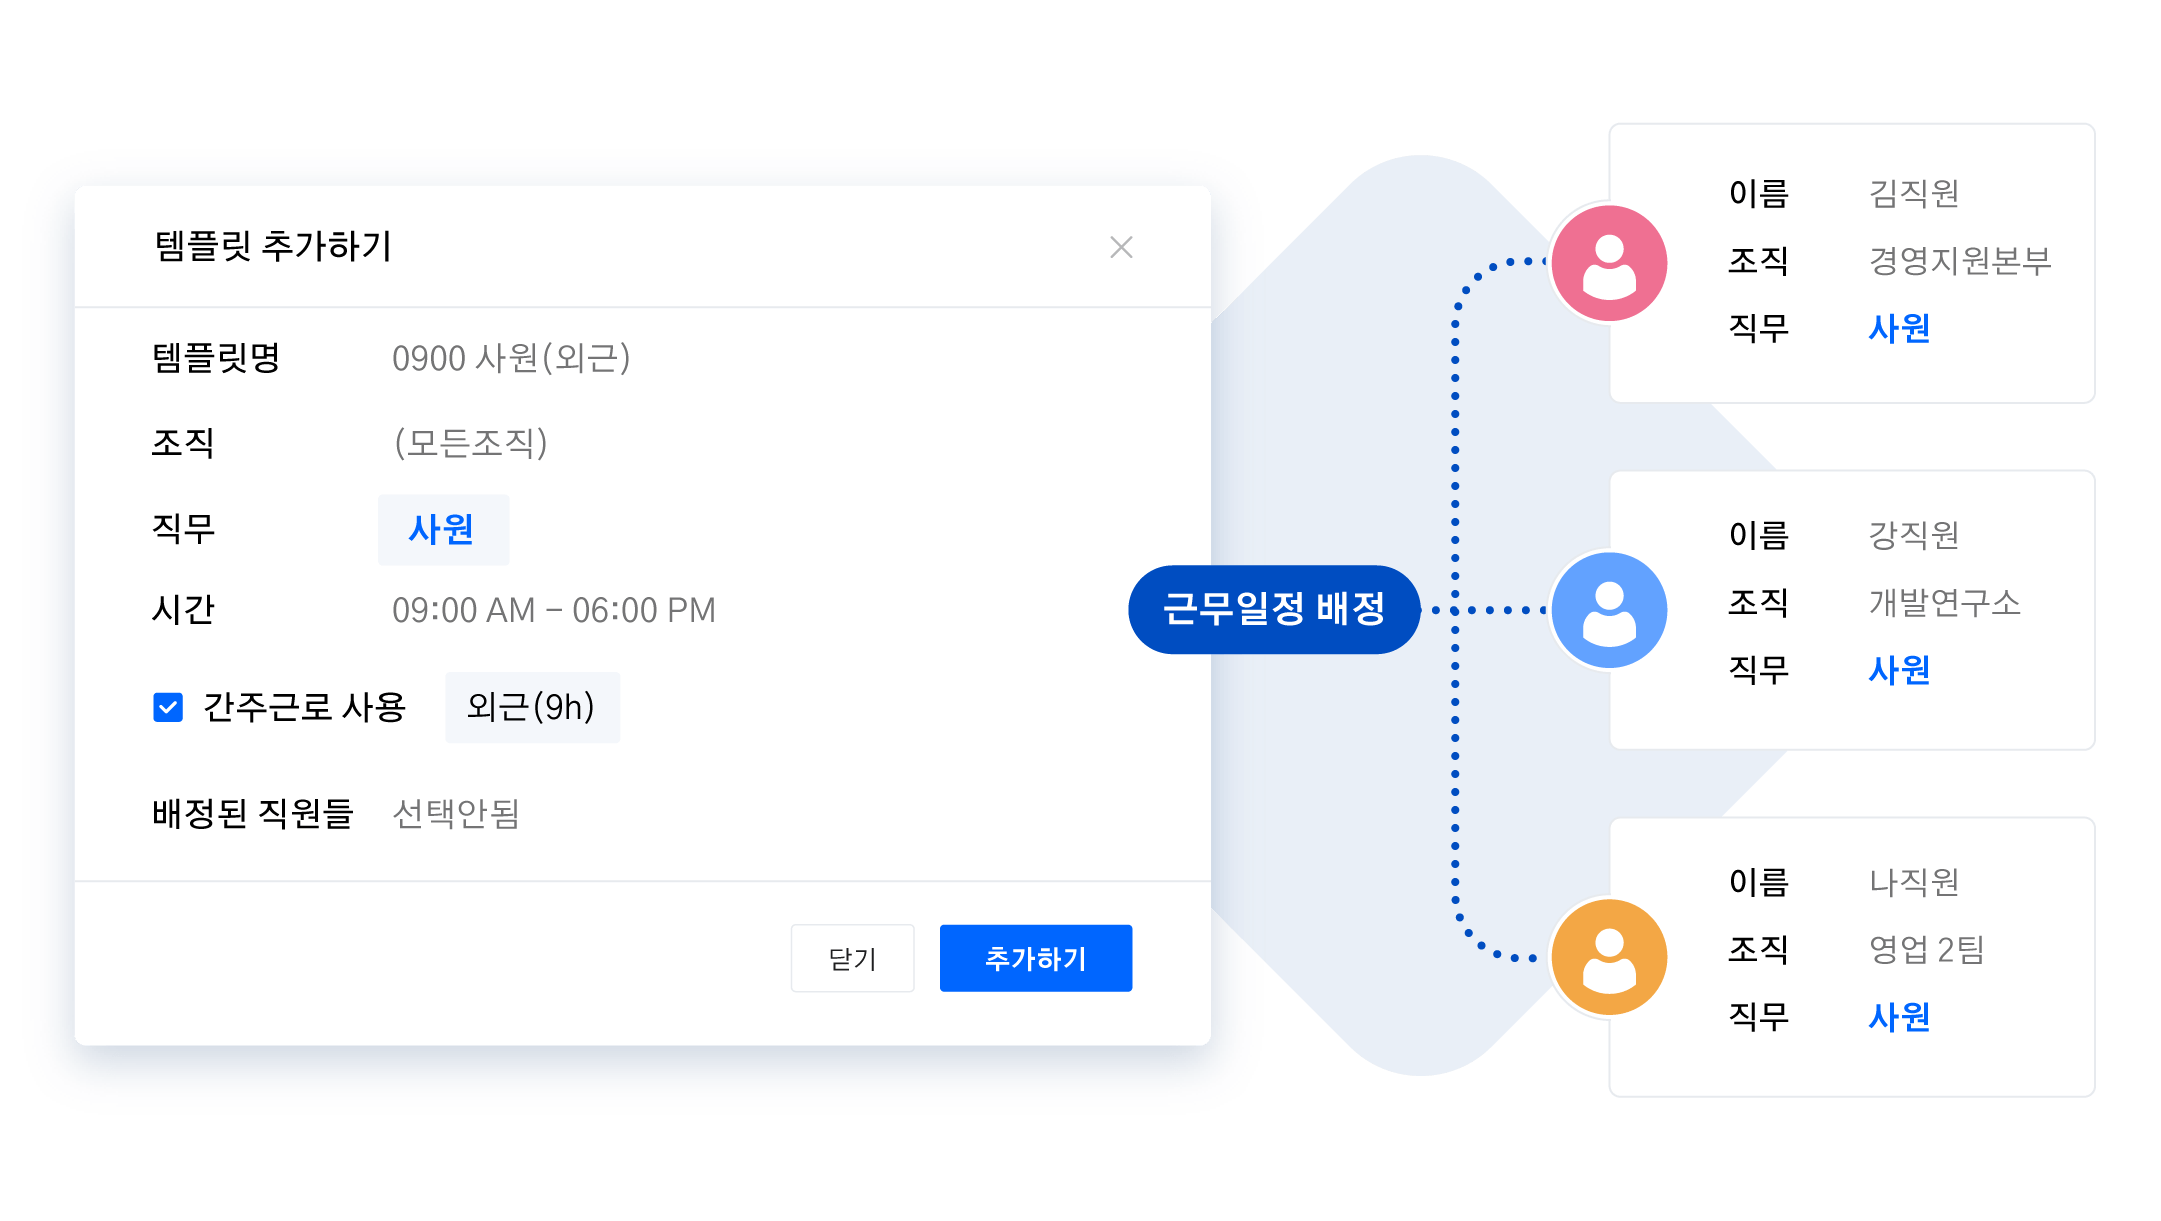 템플릿 추가하기
템플릿명 0900 사원(외근)
조직 (모든조직)
직무 사원
시간 09:00 AM – 06:00 PM
간주근로 사용 외근(9h)
배정된 직원들 선택안됨
닫기 추가하기
근무일정 배정
이름 김직원
조직 경영지원본부
직무 사원
이름 강직원
조직 개발연구소
직무 사원
이름 나직원
조직 영업 2팀
직무 사원